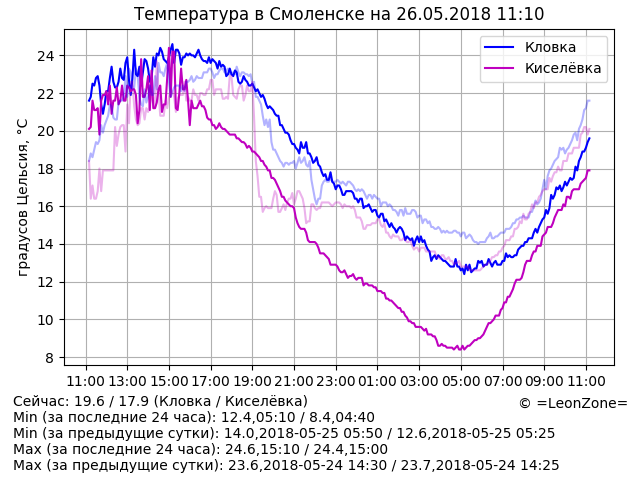 Температура в Смоленске на 26.05.2018 11:10
Кловка
Киселёвка
градусов Цельсия, °C
24
22
20
18
16
14
12
10
8
11:00 13:00 15:00 17:00 19:00 21:00 23:00 01:00 03:00 05:00 07:00 09:00 11:00
Сейчас: 19.6 / 17.9 (Кловка / Киселёвка)
© =LeonZone=
Min (за последние 24 часа): 12.4,05:10 / 8.4,04:40
Min (за предыдущие сутки): 14.0,2018-05-25 05:50 / 12.6,2018-05-25 05:25
Max (за последние 24 часа): 24.6,15:10 / 24.4,15:00
Max (за предыдущие сутки): 23.6,2018-05-24 14:30 / 23.7,2018-05-24 14:25